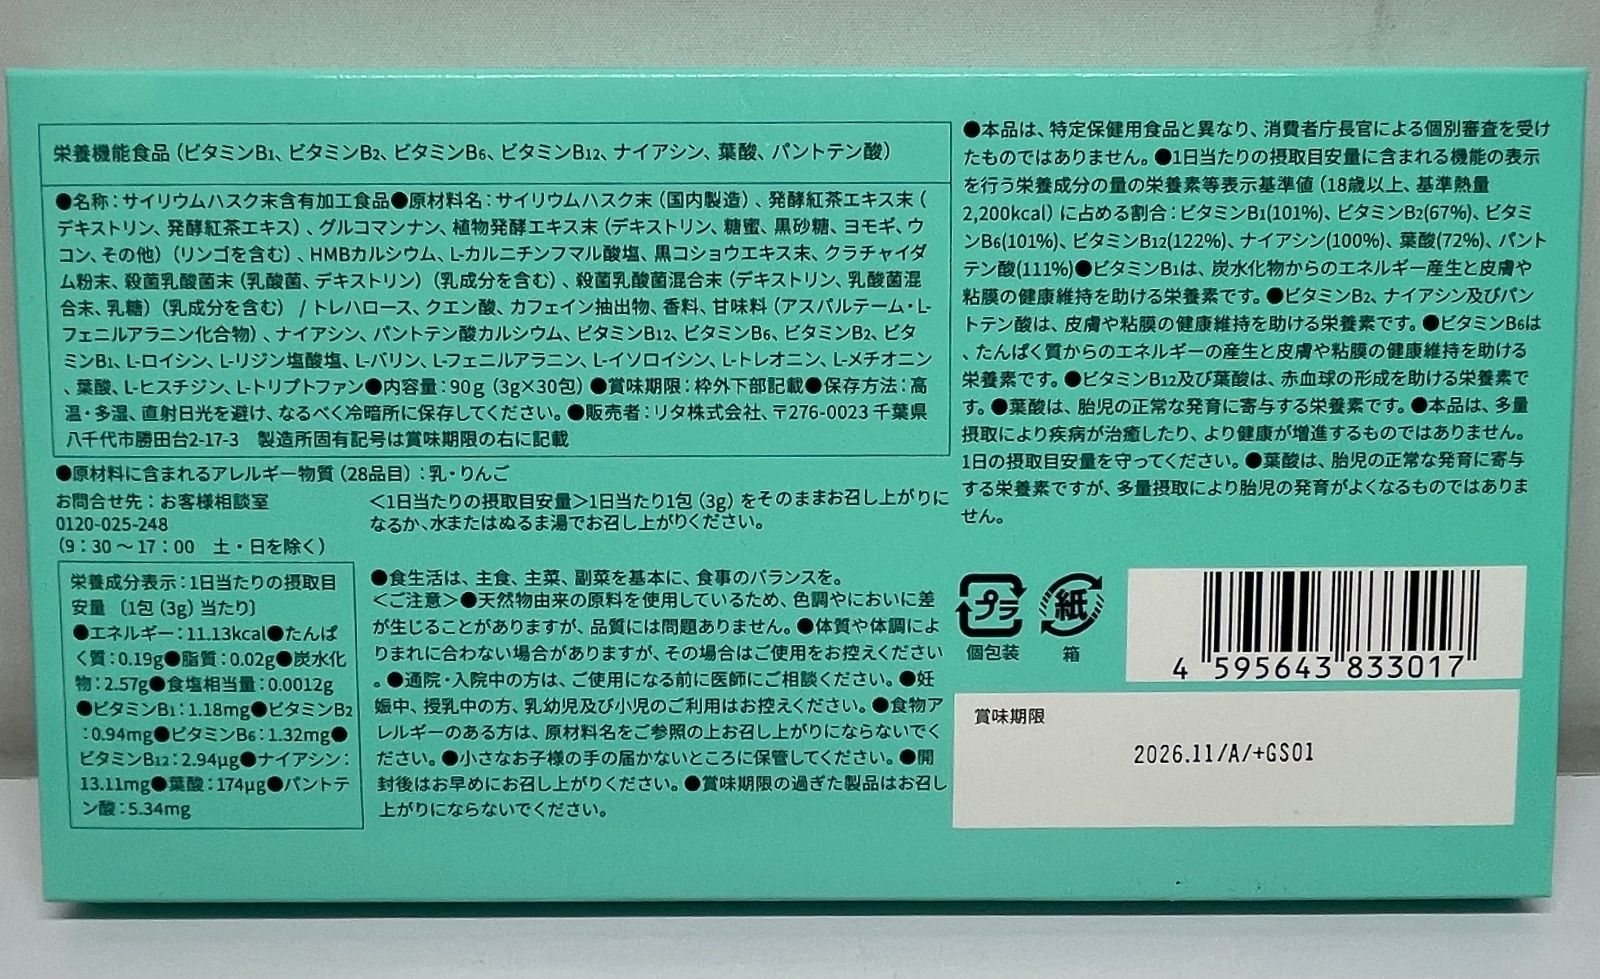 栄養機能食品（ビタミンB1、ビタミンB2、ビタミンB6、ビタミンB12、ナイアシン、葉酸、パントテン酸）
●名称：サイリウムハスク末含有加工食品●原材料名：サイリウムハスク末（国内製造）、発酵紅茶エキス末（
デキストリン、発酵紅茶エキス）、グルコマンナン、植物発酵エキス末（デキストリン、糖蜜、黒砂糖、ヨモギ、ウ
コン、その他）（リンゴを含む）、HMBカルシウム、L-カルニチンフマル酸塩、黒コショウエキス末、クラチャイダ
ム粉末、殺菌乳酸菌末（乳酸菌、デキストリン）（乳成分を含む）、殺菌乳酸菌混合末（デキストリン、乳酸菌混
合末、乳糖）（乳成分を含む） / トレハロース、クエン酸、カフェイン抽出物、香料、甘味料（アスパルテーム・L-
フェニルアラニン化合物）、ナイアシン、パントテン酸カルシウム、ビタミンB12、ビタミンB6、ビタミンB2、ビタ
ミンB1、L-ロイシン、L-リジン塩酸塩、L-バリン、L-フェニルアラニン、L-イソロイシン、L-トレオニン、L-メチオニン
、葉酸、L-ヒスチジン、L-トリプトファン●内容量：90ｇ（3g×30包）●賞味期限：枠外下部記載●保存方法：高
温・多湿、直射日光を避け、なるべく冷暗所に保存してください。●販売者：リタ株式会社、〒276-0023 千葉県
八千代市勝田台2-17-3　製造所固有記号は賞味期限の右に記載
●原材料に含まれるアレルギー物質（28品目）：乳・りんご
お問合せ先：お客様相談室
0120-025-248
（9：30～17：00　土・日を除く）
＜1日当たりの摂取目安量＞1日当たり1包（3g）をそのままお召し上がりに
なるか、水またはぬるま湯でお召し上がりください。
栄養成分表示：1日当たりの摂取目
安量〔1包（3g）当たり〕
●エネルギー：11.13kcal●たんぱ
く質：0.19g●脂質：0.02g●炭水化
物：2.57g●食塩相当量：0.0012g
●ビタミンB1：1.18mg●ビタミンB2
：0.94mg●ビタミンB6：1.32mg●
ビタミンB12：2.94μg●ナイアシン：
13.11mg●葉酸：174μg●パントテ
ン酸：5.34mg
●食生活は、主食、主菜、副菜を基本に、食事のバランスを。
＜ご注意＞●天然物由来の原料を使用しているため、色調やにおいに差
が生じることがありますが、品質には問題ありません。●体質や体調によ
りまれに合わない場合がありますが、その場合はご使用をお控えください
。●通院・入院中の方は、ご使用になる前に医師にご相談ください。●妊
娠中、授乳中の方、乳幼児及び小児のご利用はお控えください。●食物ア
レルギーのある方は、原材料名をご参照の上お召し上がりにならないでく
ださい。●小さなお子様の手の届かないところに保管してください。●開
封後はお早めにお召し上がりください。●賞味期限の過ぎた製品はお召し
上がりにならないでください。
●本品は、特定保健用食品と異なり、消費者庁長官による個別審査を受け
たものではありません。●1日当たりの摂取目安量に含まれる機能の表示
を行う栄養成分の量の栄養素等表示基準値（18歳以上、基準熱量
2,200kcal）に占める割合：ビタミンB1(101%)、ビタミンB2(67%)、ビタミ
ンB6(101%)、ビタミンB12(122%)、ナイアシン(100%)、葉酸(72%)、パント
テン酸(111%)●ビタミンB1は、炭水化物からのエネルギー産生と皮膚や
粘膜の健康維持を助ける栄養素です。●ビタミンB2、ナイアシン及びパン
トテン酸は、皮膚や粘膜の健康維持を助ける栄養素です。●ビタミンB6は
、たんぱく質からのエネルギーの産生と皮膚や粘膜の健康維持を助ける
栄養素です。●ビタミンB12及び葉酸は、赤血球の形成を助ける栄養素で
す。●葉酸は、胎児の正常な発育に寄与する栄養素です。●本品は、多量
摂取により疾病が治癒したり、より健康が増進するものではありません。
1日の摂取目安量を守ってください。●葉酸は、胎児の正常な発育に寄与
する栄養素ですが、多量摂取により胎児の発育がよくなるものではありま
せん。
プラ
個包装
紙
箱
4 595643 833017
賞味期限
2026.11/A/+GS01